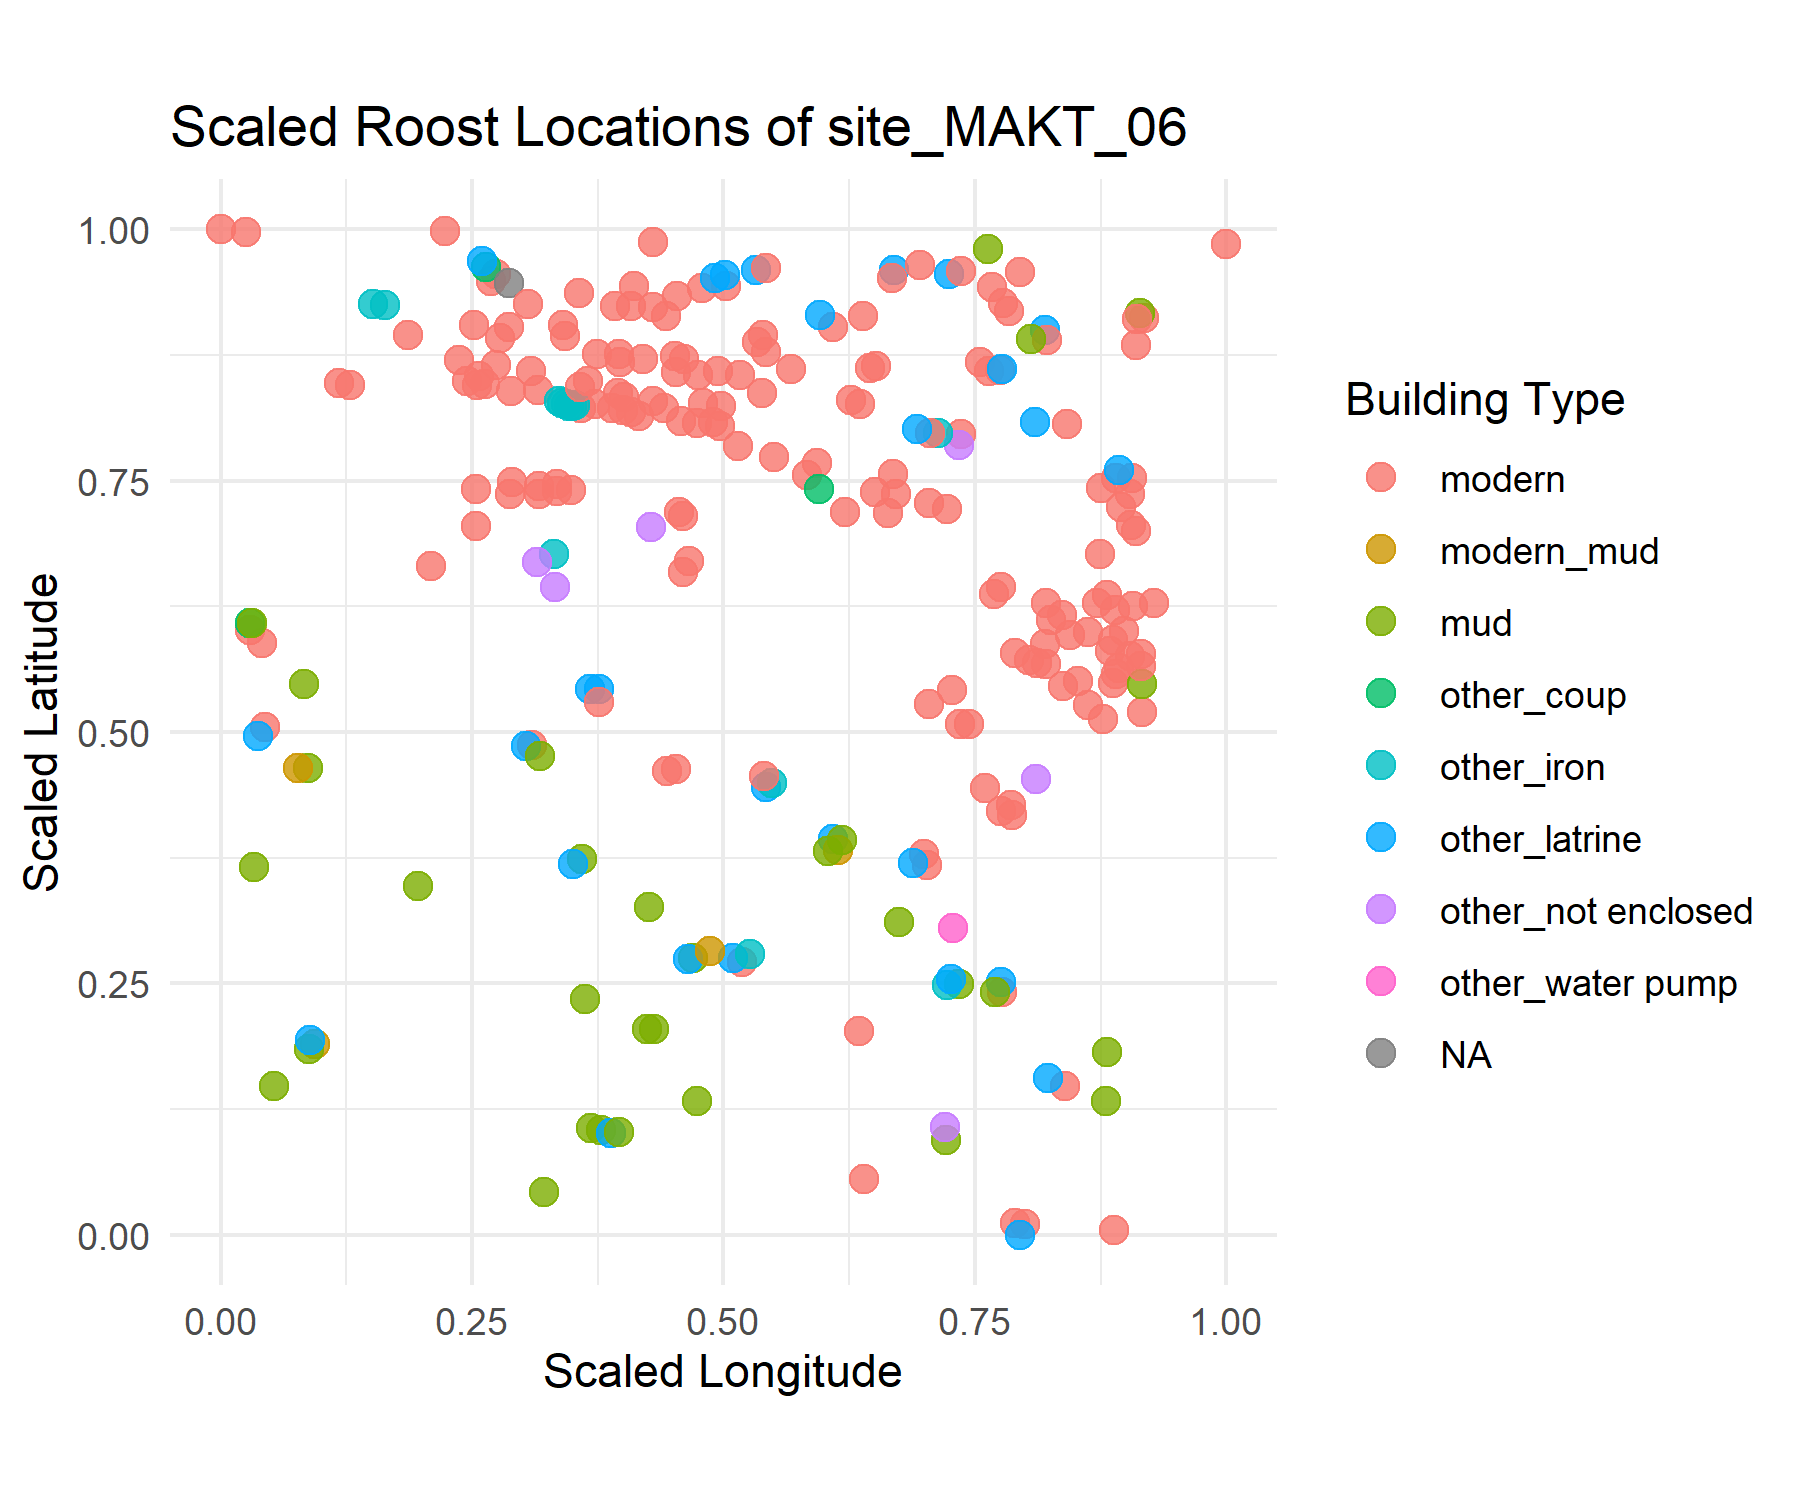 Scaled Roost Locations of site_MAKT_06
1.00
0.75
0.50
0.25
0.00
Scaled Latitude
0.00 0.25 0.50 0.75 1.00
Scaled Longitude
Building Type
modern
modern_mud
mud
other_coup
other_iron
other_latrine
other_not enclosed
other_water pump
NA